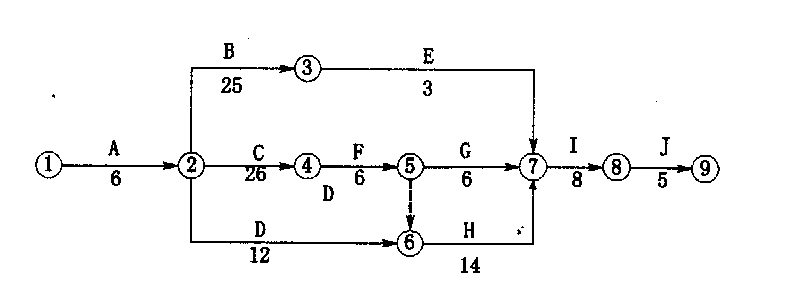 B
③ E
25 3
① A ② C ④ F ⑤ G ⑦ I ⑧ J ⑨
6 26 6 6 8 5
D
D ⑥ H
12 14